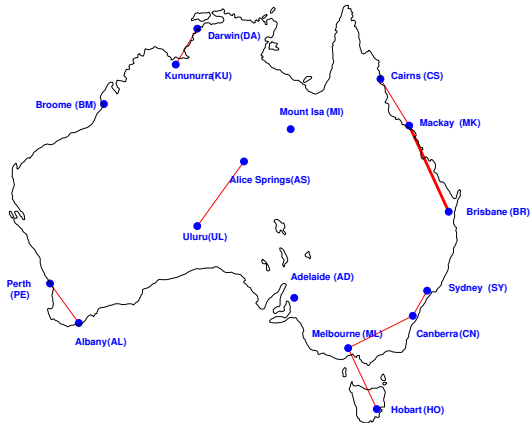 Darwin(DA)
Kununurra(KU)
Cairns (CS)
Broome (BM)
Mount Isa (MI)
Mackay (MK)
Alice Springs(AS)
Brisbane (BR)
Uluru(UL)
Adelaide (AD)
Perth
(PE)
Sydney (SY)
Melbourne(ML)
Canberra(CN)
Albany(AL)
Hobart(HO)